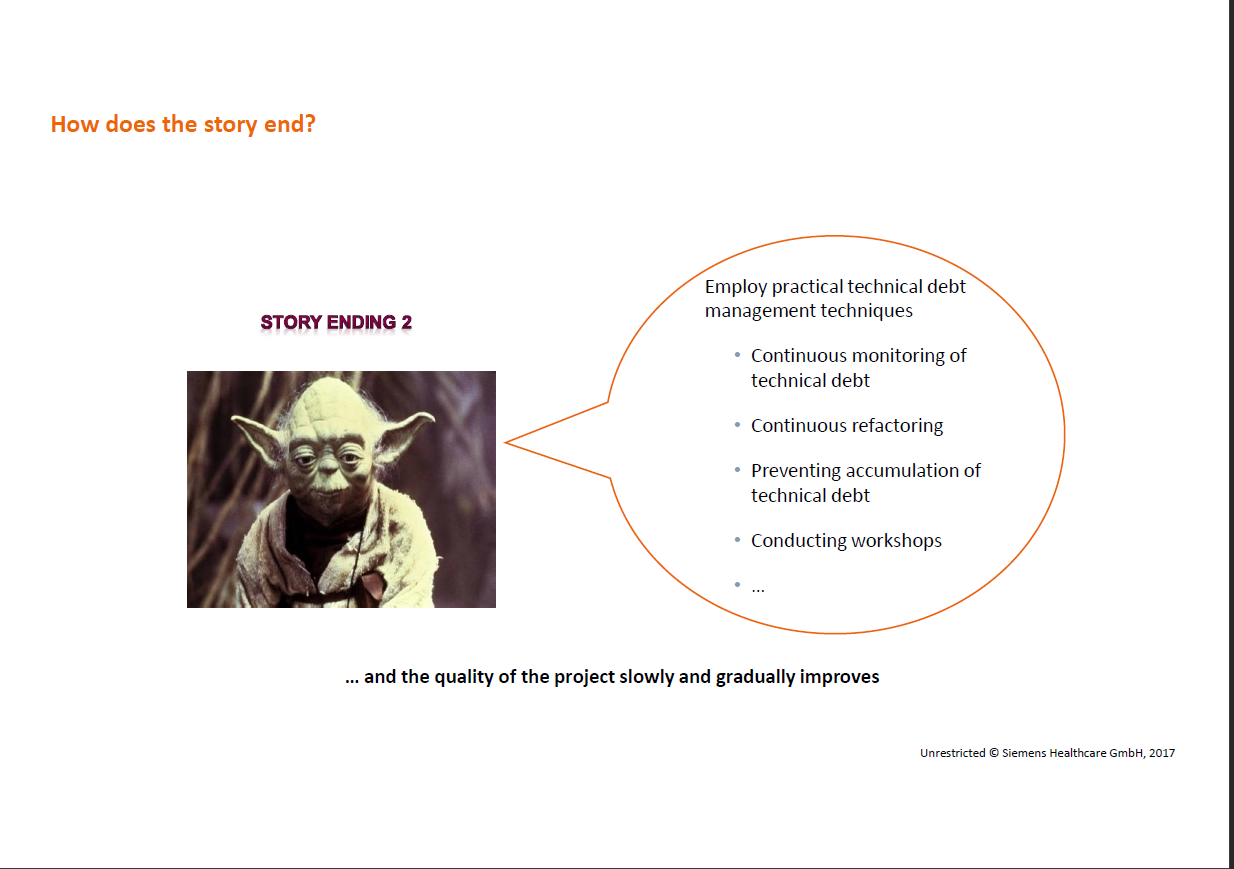 How does the story end?
STORY ENDING 2
Employ practical technical debt
management techniques
• Continuous monitoring of
technical debt
• Continuous refactoring
• Preventing accumulation of
technical debt
• Conducting workshops
• ...
... and the quality of the project slowly and gradually improves
Unrestricted © Siemens Healthcare GmbH, 2017